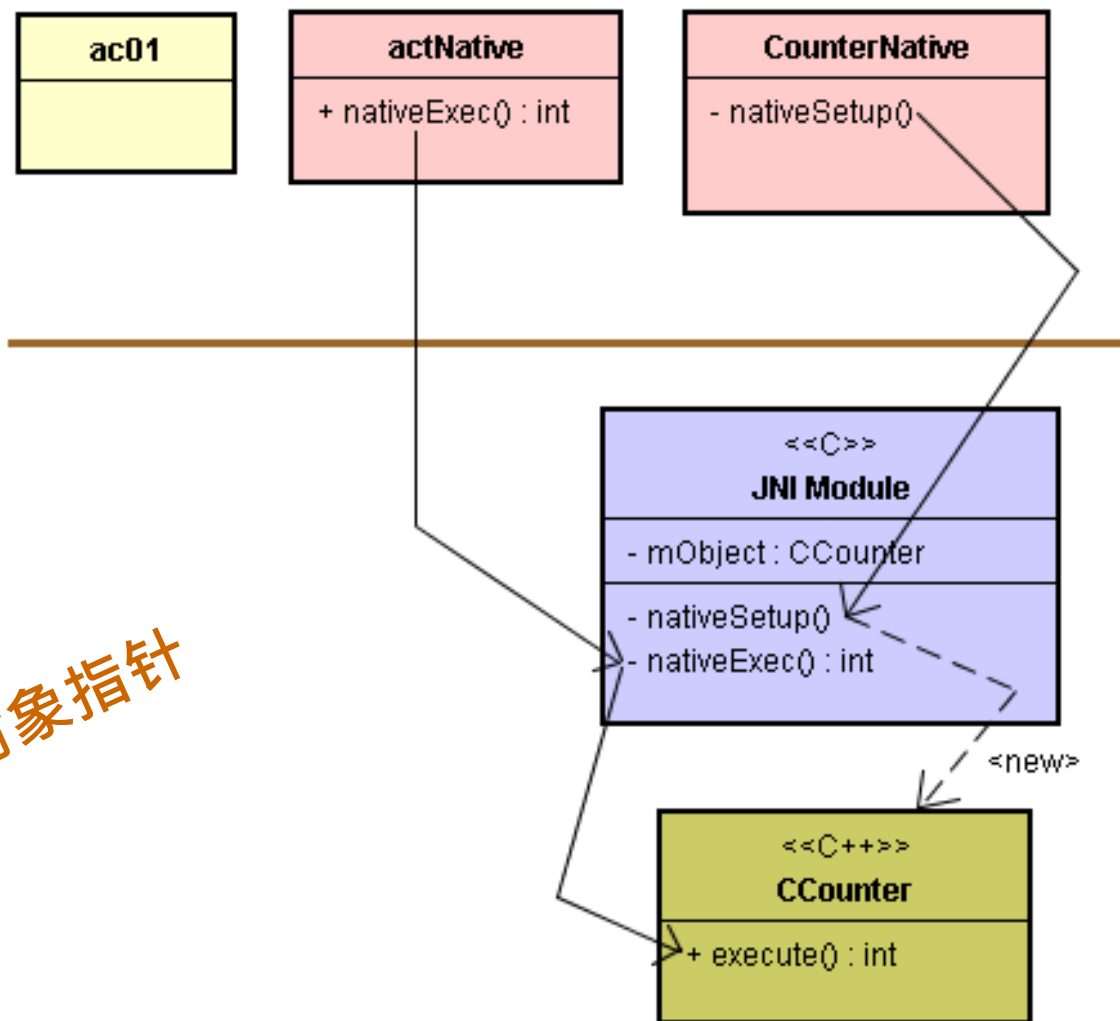 ac01
actNative
+ nativeExec() : int
CounterNative
- nativeSetup()
<<C>>
JNI Module
- mObject : CCounter
- nativeSetup()
- nativeExec() : int
象指针
<new>
<<C++>>
CCounter
+ execute() : int